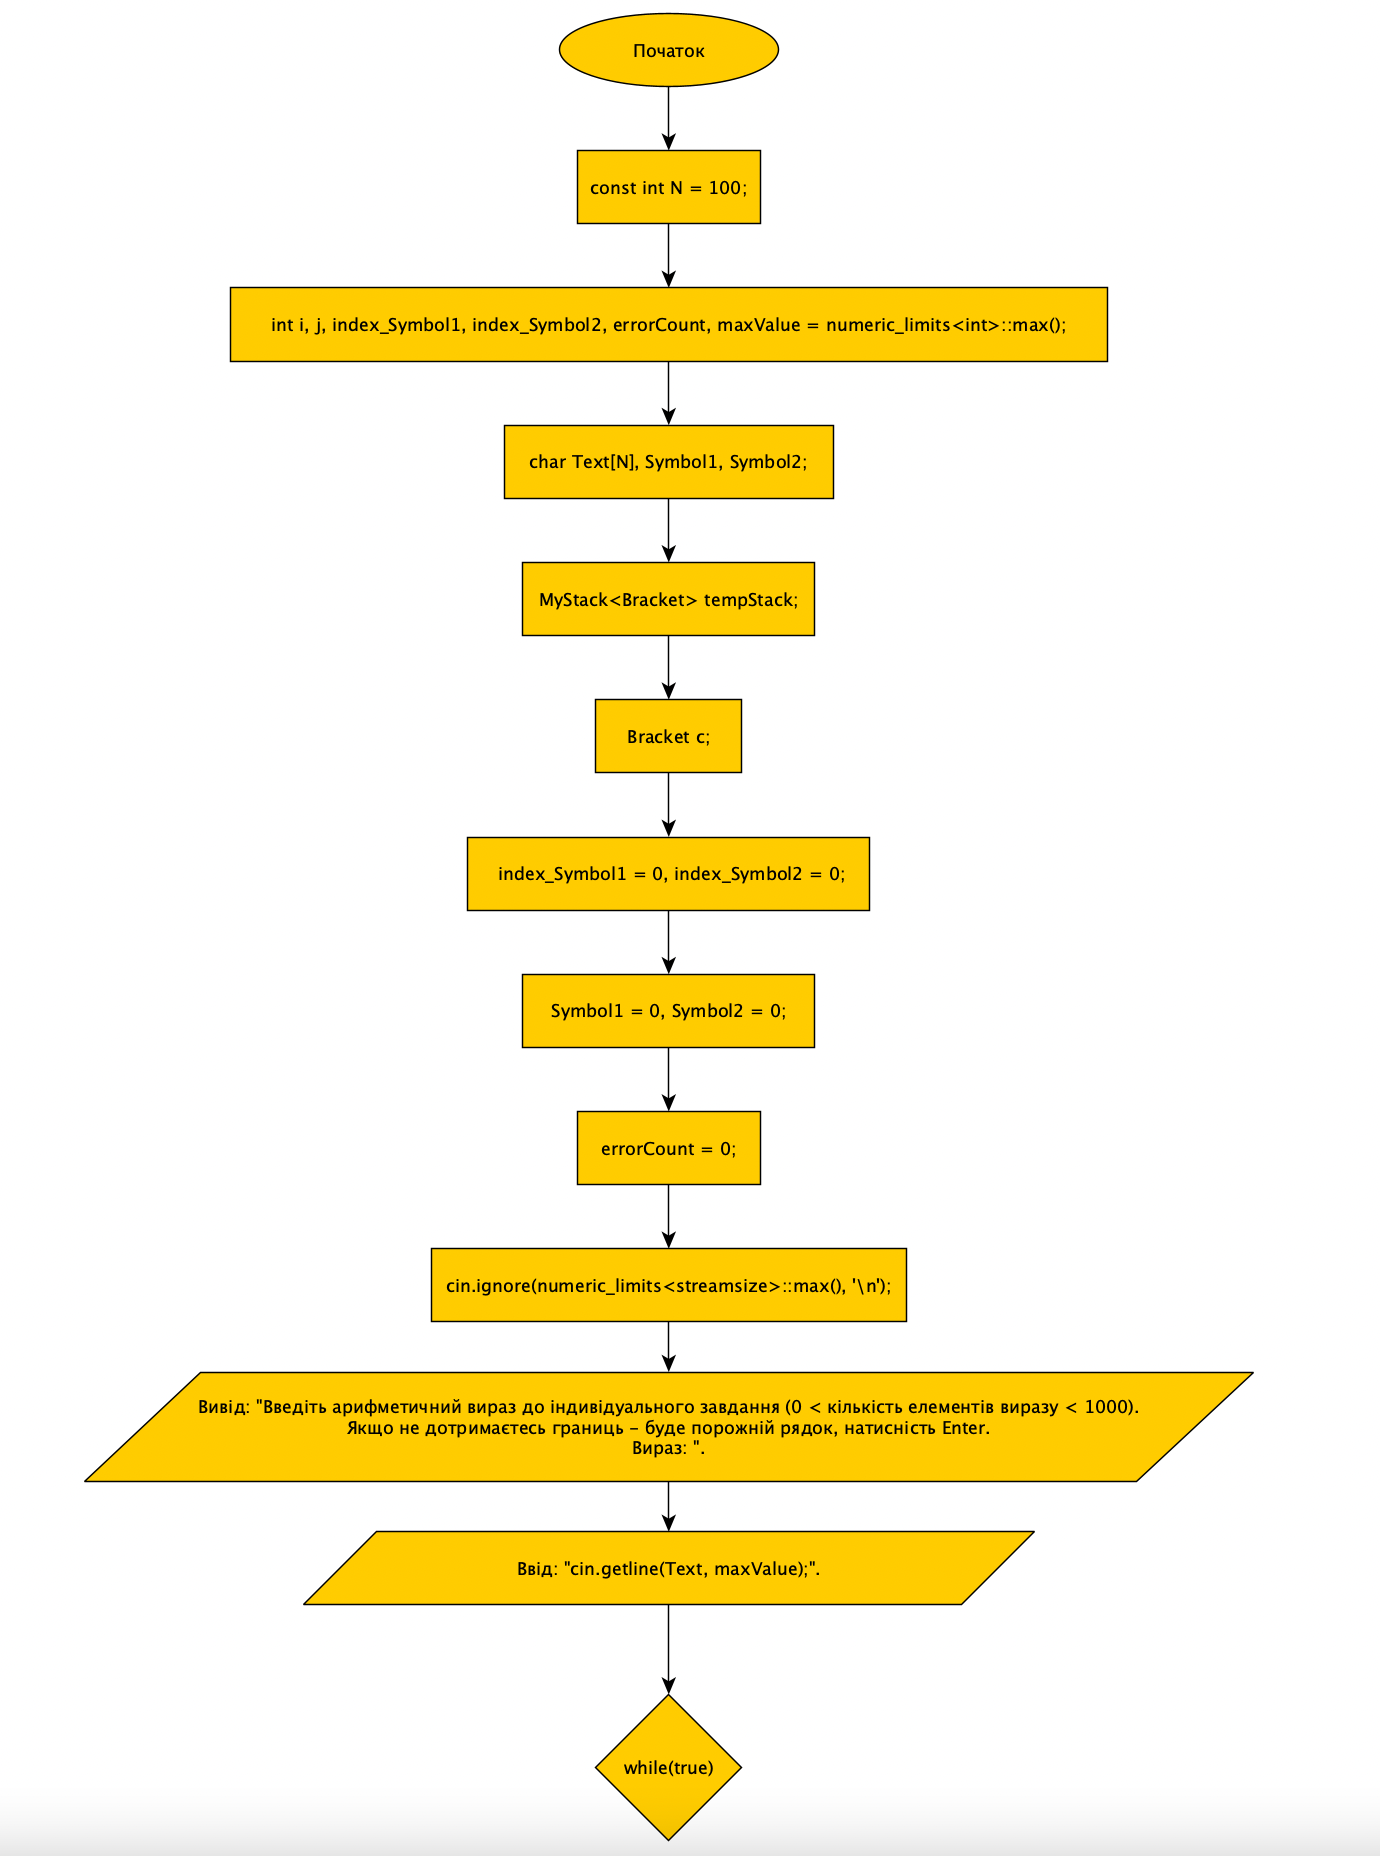 Початок
const int N = 100;
int i, j, index_Symbol1, index_Symbol2, errorCount, maxValue = numeric_limits<int>::max();
char Text[N], Symbol1, Symbol2;
MyStack<Bracket> tempStack;
Bracket c;
index_Symbol1 = 0, index_Symbol2 = 0;
Symbol1 = 0, Symbol2 = 0;
errorCount = 0;
cin.ignore(numeric_limits<streamsize>::max(), '\n');
Вивід: "Введіть арифметичний вираз до індивідуального завдання (0 < кількість елементів виразу < 1000).
Якщо не дотримаєтесь границь – буде порожній рядок, натисність Enter.
Вираз: ".
Ввід: "cin.getline(Text, maxValue);".
while(true)